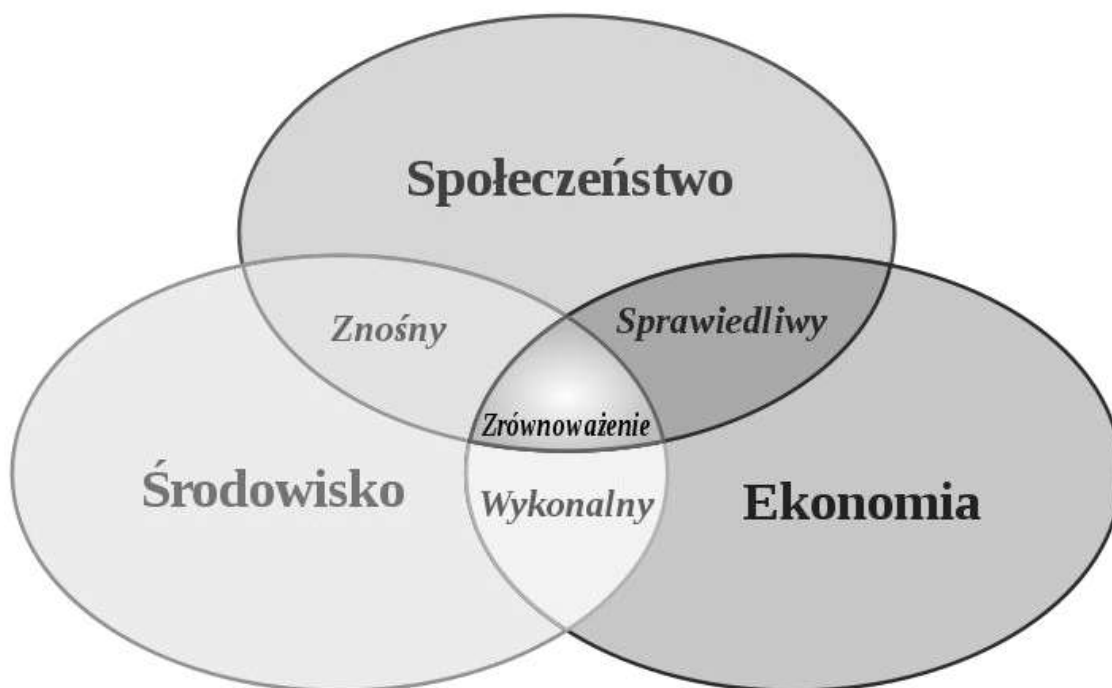 Społeczeństwo
Znośny
Sprawiedliwy
Zrównoważenie
Środowisko
Wykonalny
Ekonomia